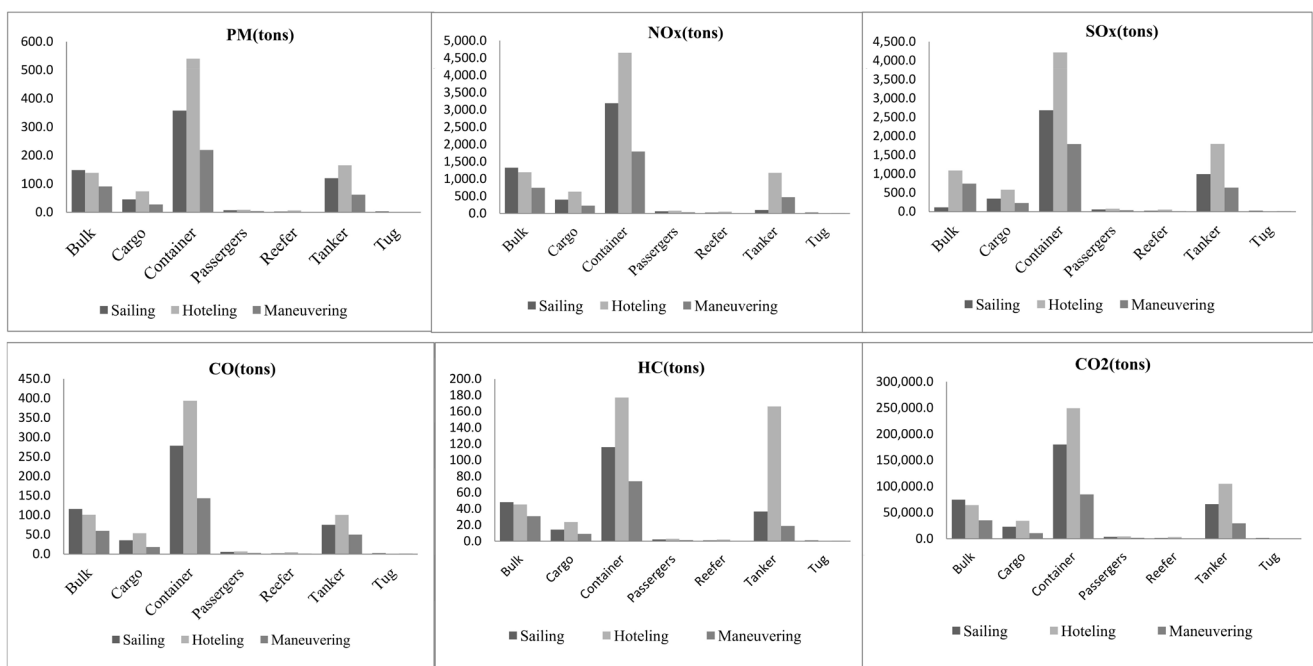 PM(tons)
600.0
500.0
400.0
300.0
200.0
100.0
0.0
Bulk
Cargo
Container
Passergers
Reefer
Tanker
Tug
Sailing Hoteling Maneuvering
NOx(tons)
5,000.0
4,500.0
4,000.0
3,500.0
3,000.0
2,500.0
2,000.0
1,500.0
1,000.0
500.0
0.0
Bulk
Cargo
Container
Passergers
Reefer
Tanker
Tug
Sailing Hoteling Maneuvering
SOx(tons)
4,500.0
4,000.0
3,500.0
3,000.0
2,500.0
2,000.0
1,500.0
1,000.0
500.0
0.0
Bulk
Cargo
Container
Passergers
Reefer
Tanker
Tug
Sailing Hoteling Maneuvering
CO(tons)
450.0
400.0
350.0
300.0
250.0
200.0
150.0
100.0
50.0
0.0
Bulk
Cargo
Container
Passergers
Reefer
Tanker
Tug
Sailing Hoteling Maneuvering
HC(tons)
200.0
180.0
160.0
140.0
120.0
100.0
80.0
60.0
40.0
20.0
0.0
Bulk
Cargo
Container
Passergers
Reefer
Tanker
Tug
Sailing Hoteling Maneuvering
CO2(tons)
300,000.0
250,000.0
200,000.0
150,000.0
100,000.0
50,000.0
0.0
Bulk
Cargo
Container
Passergers
Reefer
Tanker
Tug
Sailing Hoteling Maneuvering